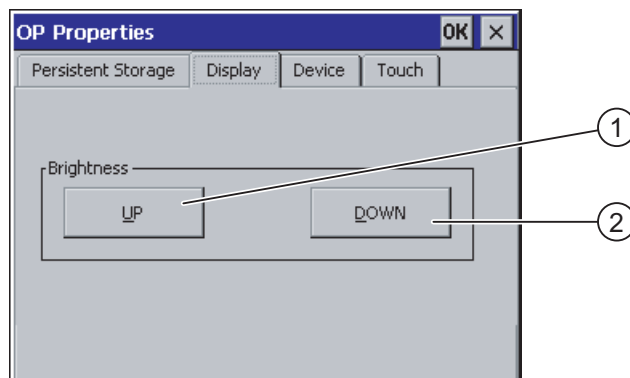 OP Properties OK ×
Persistent Storage Display Device Touch
1
Brightness
UP DOWN
2